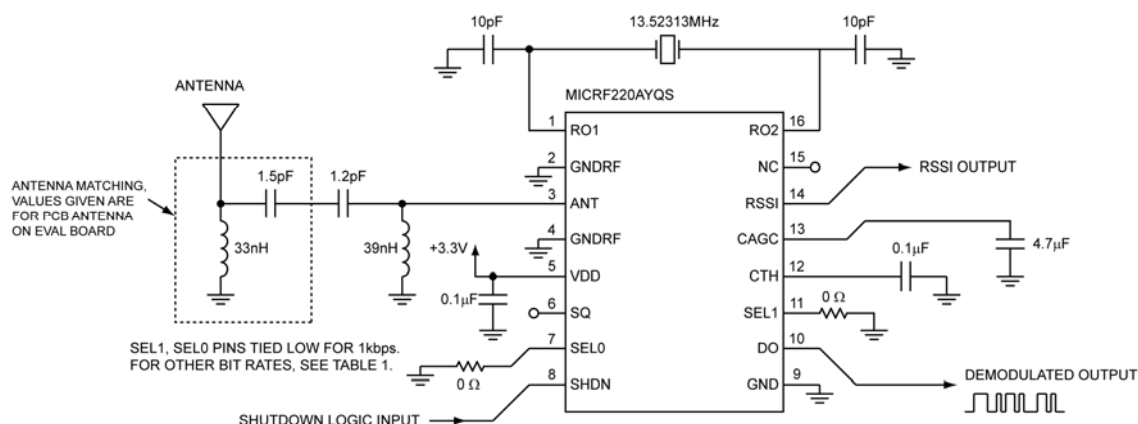 10pF
13.52313MHz
10pF
ANTENNA
MICRF220AYQS
1
RO1
RO2
16
2
GNDRF
NC
15
RSSI OUTPUT
ANTENNA MATCHING,
VALUES GIVEN ARE
FOR PCB ANTENNA
ON EVAL BOARD
1.5pF
1.2pF
3
ANT
RSSI
14
33nH
39nH
4
GNDRF
CAGC
13
4.7µF
+3.3V
5
VDD
CTH
12
0.1µF
0.1µF
6
SQ
SEL1
11
0 Ω
SEL1, SEL0 PINS TIED LOW FOR 1kbps.
FOR OTHER BIT RATES, SEE TABLE 1.
7
SEL0
DO
10
0 Ω
8
SHDN
GND
9
DEMODULATED OUTPUT
SHUTDOWN LOGIC INPUT